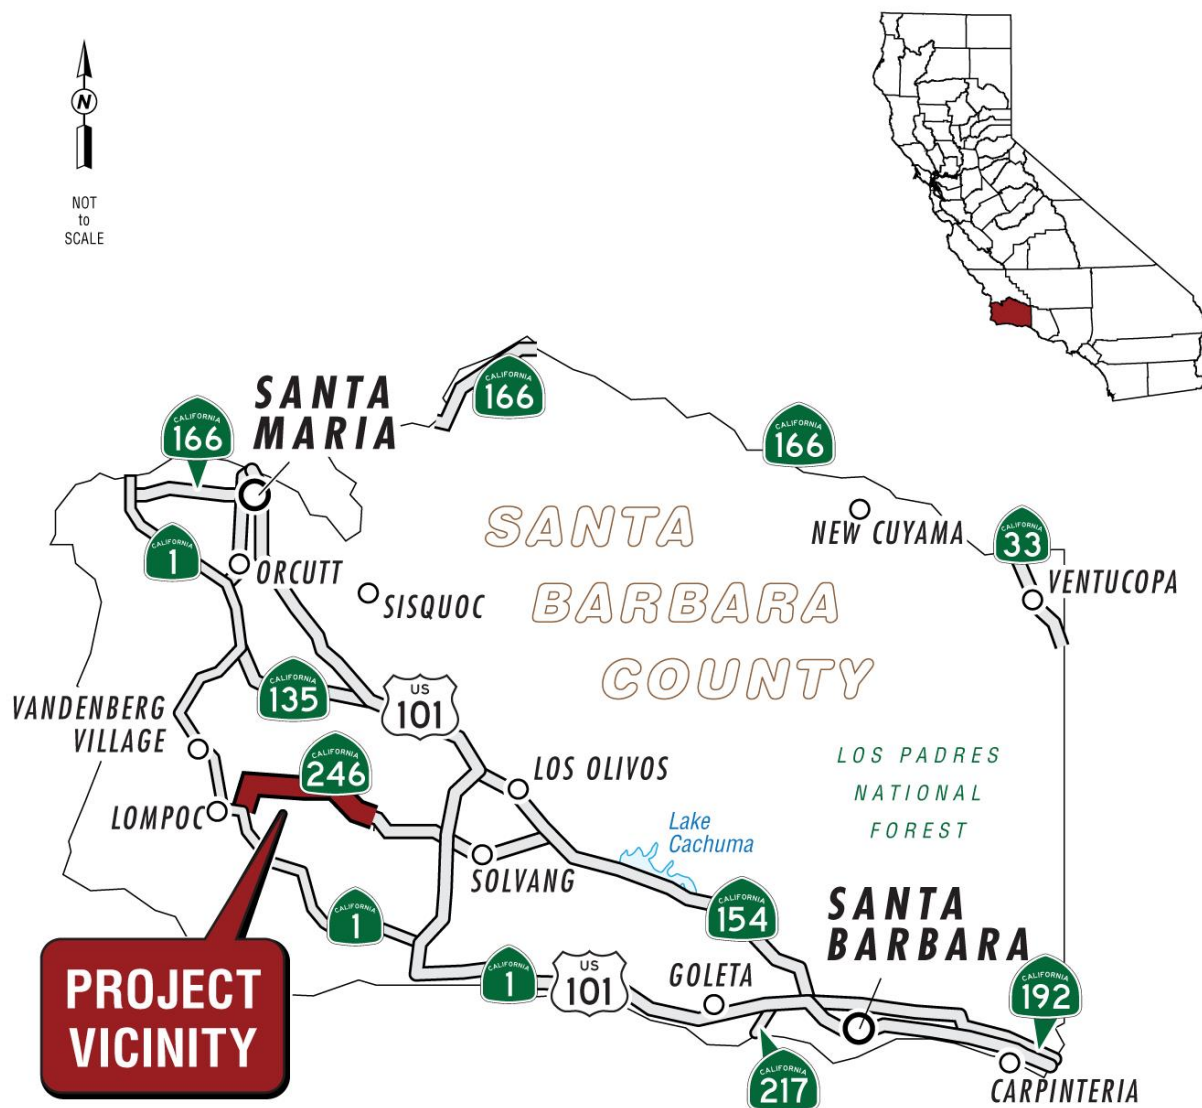 N
NOT
to
SCALE
CALIFORNIA
166
SANTA
MARIA
CALIFORNIA
166
CALIFORNIA
166
SANTA
BARBARA
COUNTY
NEW CUYAMA
CALIFORNIA
33
VENTUCOPA
CALIFORNIA
1
ORCUTT
SISQUOC
CALIFORNIA
135
US
101
VANDENBERG
VILLAGE
CALIFORNIA
246
LOS OLIVOS
LOS PADRES
NATIONAL
FOREST
LOMPOC
Lake
Cachuma
SOLVANG
CALIFORNIA
1
CALIFORNIA
154
SANTA
BARBARA
PROJECT
VICINITY
CALIFORNIA
1
US
101
GOLETA
CALIFORNIA
192
CALIFORNIA
217
CARPINTERIA